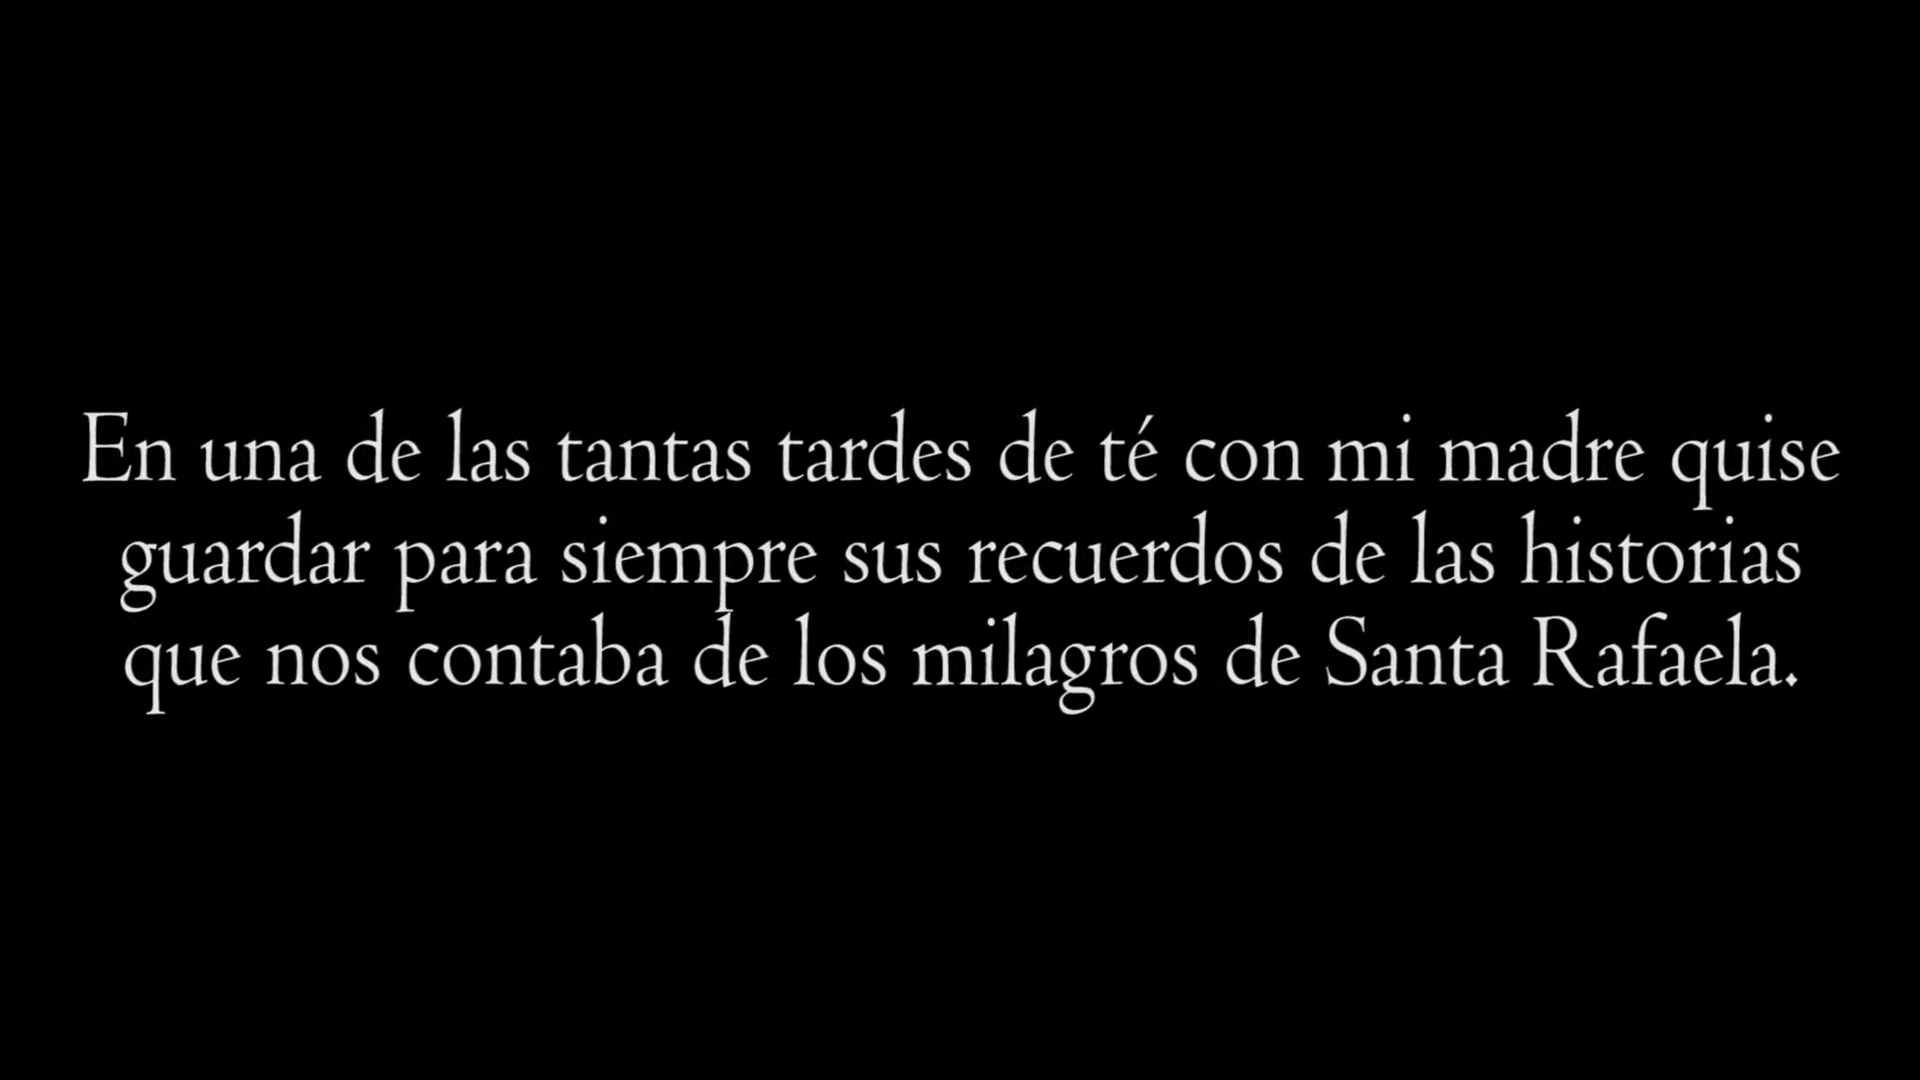 En una de las tantas tardes de té con mi madre quise
guardar para siempre sus recuerdos de las historias
que nos contaba de los milagros de Santa Rafaela.